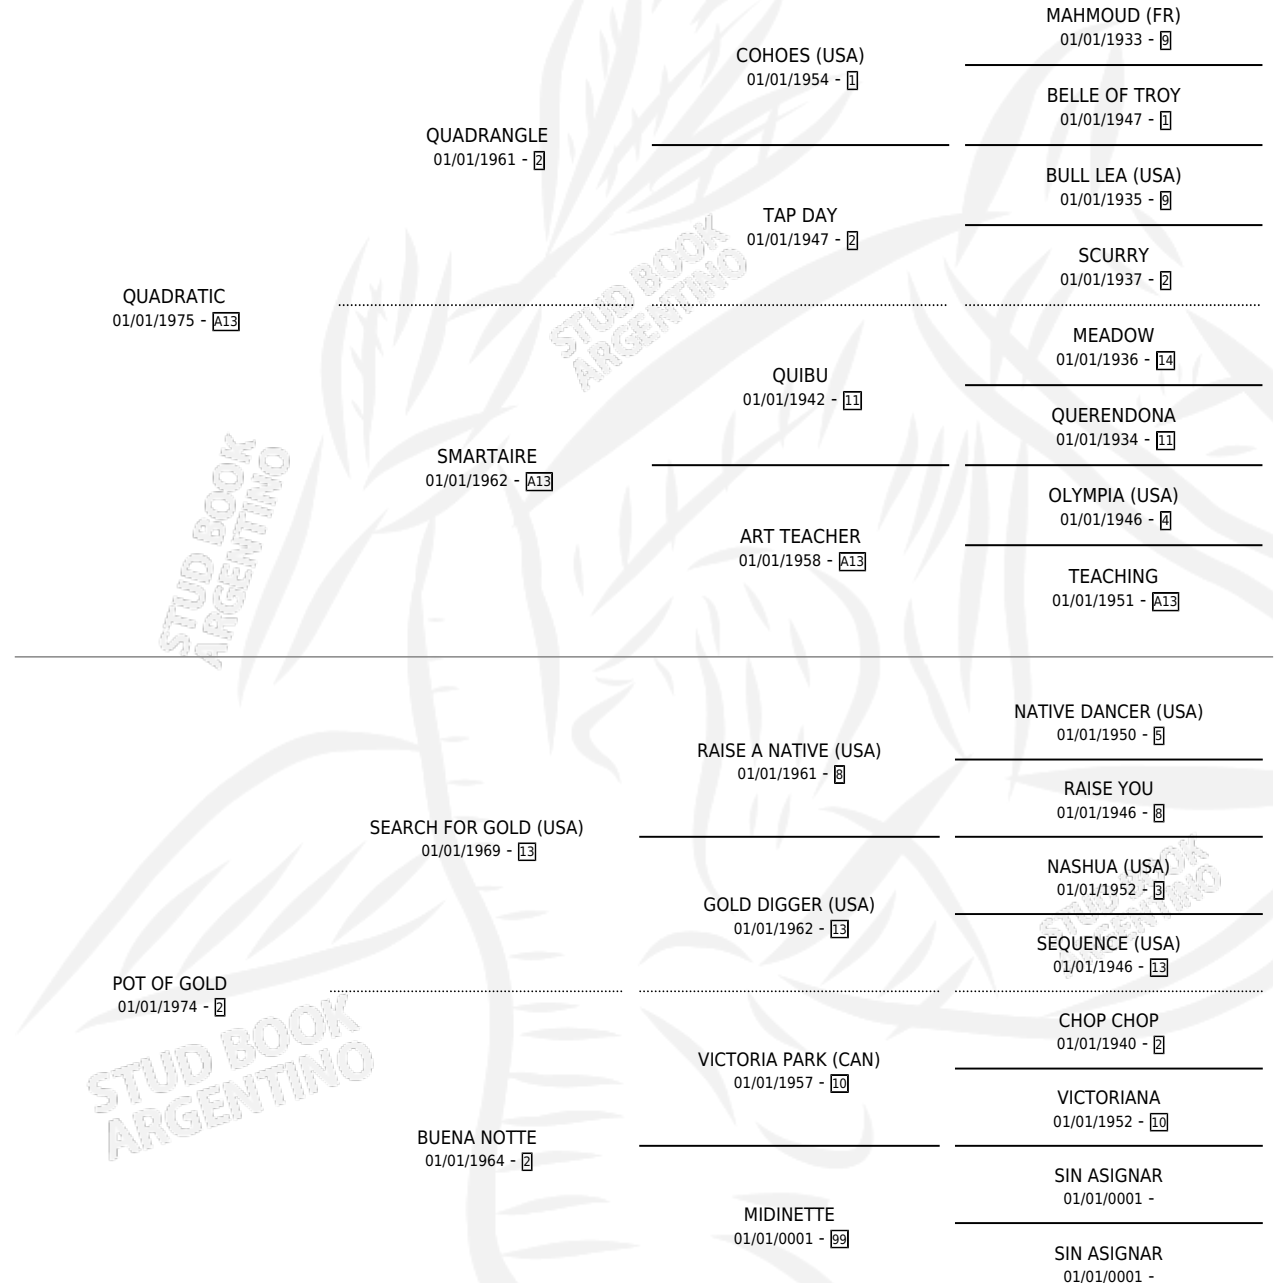 MAHMOUD (FR)
01/01/1933 - 9
COHOES (USA)
01/01/1954 - 1
BELLE OF TROY
01/01/1947 - 1
QUADRANGLE
01/01/1961 - 2
BULL LEA (USA)
01/01/1935 - 9
TAP DAY
01/01/1947 - 2
SCURRY
01/01/1937 - 2
QUADRATIC
01/01/1975 - A13
MEADOW
01/01/1936 - 14
QUIBU
01/01/1942 - 11
QUERENDONA
01/01/1934 - 11
SMARTAIRE
01/01/1962 - A13
OLYMPIA (USA)
01/01/1946 - 4
ART TEACHER
01/01/1958 - A13
TEACHING
01/01/1951 - A13
NATIVE DANCER (USA)
01/01/1950 - 5
RAISE A NATIVE (USA)
01/01/1961 - 8
RAISE YOU
01/01/1946 - 8
SEARCH FOR GOLD (USA)
01/01/1969 - 13
NASHUA (USA)
01/01/1952 - 3
GOLD DIGGER (USA)
01/01/1962 - 13
SEQUENCE (USA)
01/01/1946 - 13
POT OF GOLD
01/01/1974 - 2
CHOP CHOP
01/01/1940 - 2
VICTORIA PARK (CAN)
01/01/1957 - 10
VICTORIANA
01/01/1952 - 10
BUENA NOTTE
01/01/1964 - 2
SIN ASIGNAR
01/01/0001 -
MIDINETTE
01/01/0001 - 99
SIN ASIGNAR
01/01/0001 -
STUD BOOK
ARGENTINO
STUD BOOK
ARGENTINO
STUD BOOK
ARGENTINO
STUD BOOK
ARGENTINO